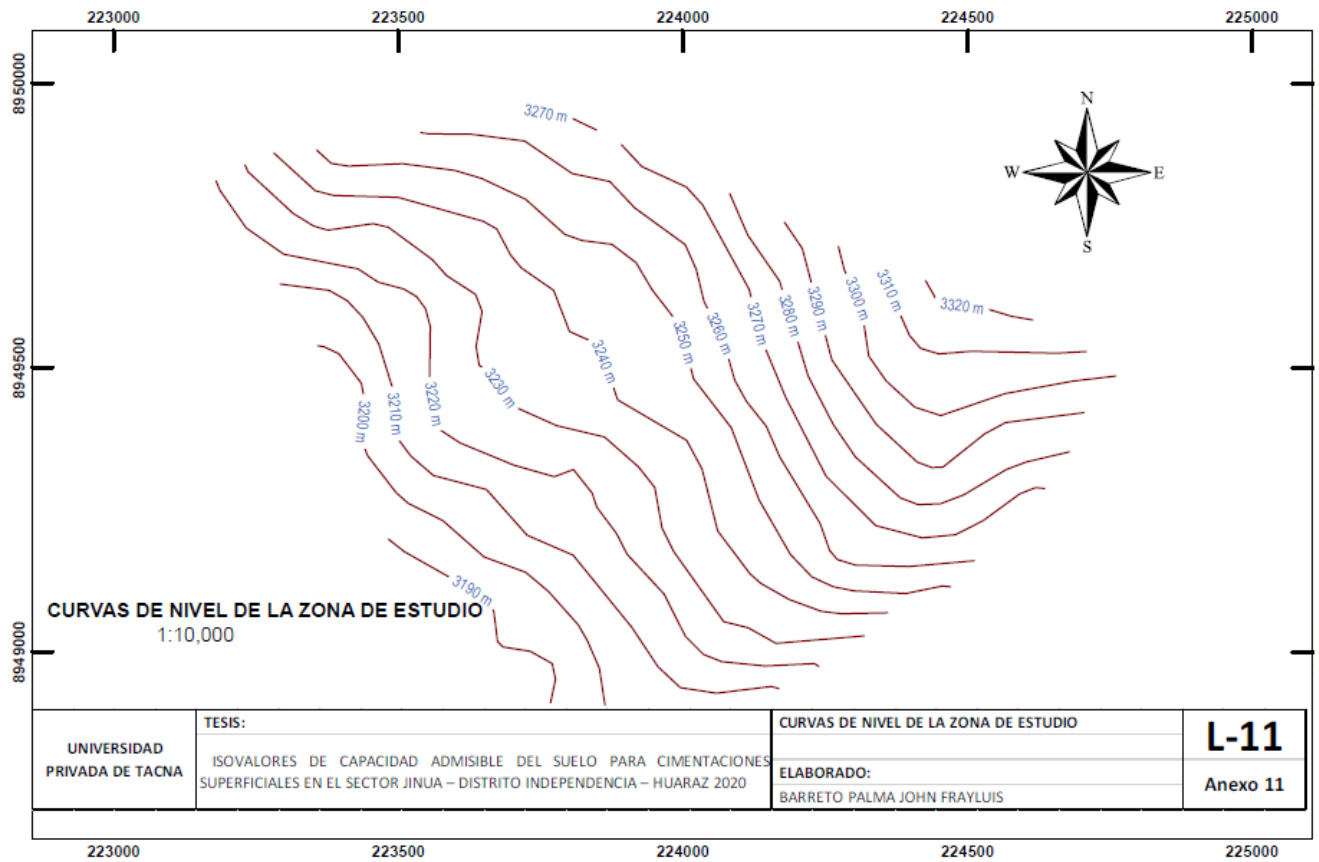 223000 223500 224000 224500 225000
8950000
8949500
8949000
N
W E
S
3270 m
3320 m
3310 m
3300 m
3290 m
3280 m
3270 m
3260 m
3250 m
3240 m
3230 m
3220 m
3210 m
3200 m
3190 m
CURVAS DE NIVEL DE LA ZONA DE ESTUDIO
1:10,000
UNIVERSIDAD
PRIVADA DE TACNA
TESIS:
ISOVALORES DE CAPACIDAD ADMISIBLE DEL SUELO PARA CIMENTACIONES
SUPERFICIALES EN EL SECTOR JINUA – DISTRITO INDEPENDENCIA – HUARAZ 2020
CURVAS DE NIVEL DE LA ZONA DE ESTUDIO
ELABORADO:
BARRETO PALMA JOHN FRAYLUIS
L-11
Anexo 11
223000 223500 224000 224500 225000